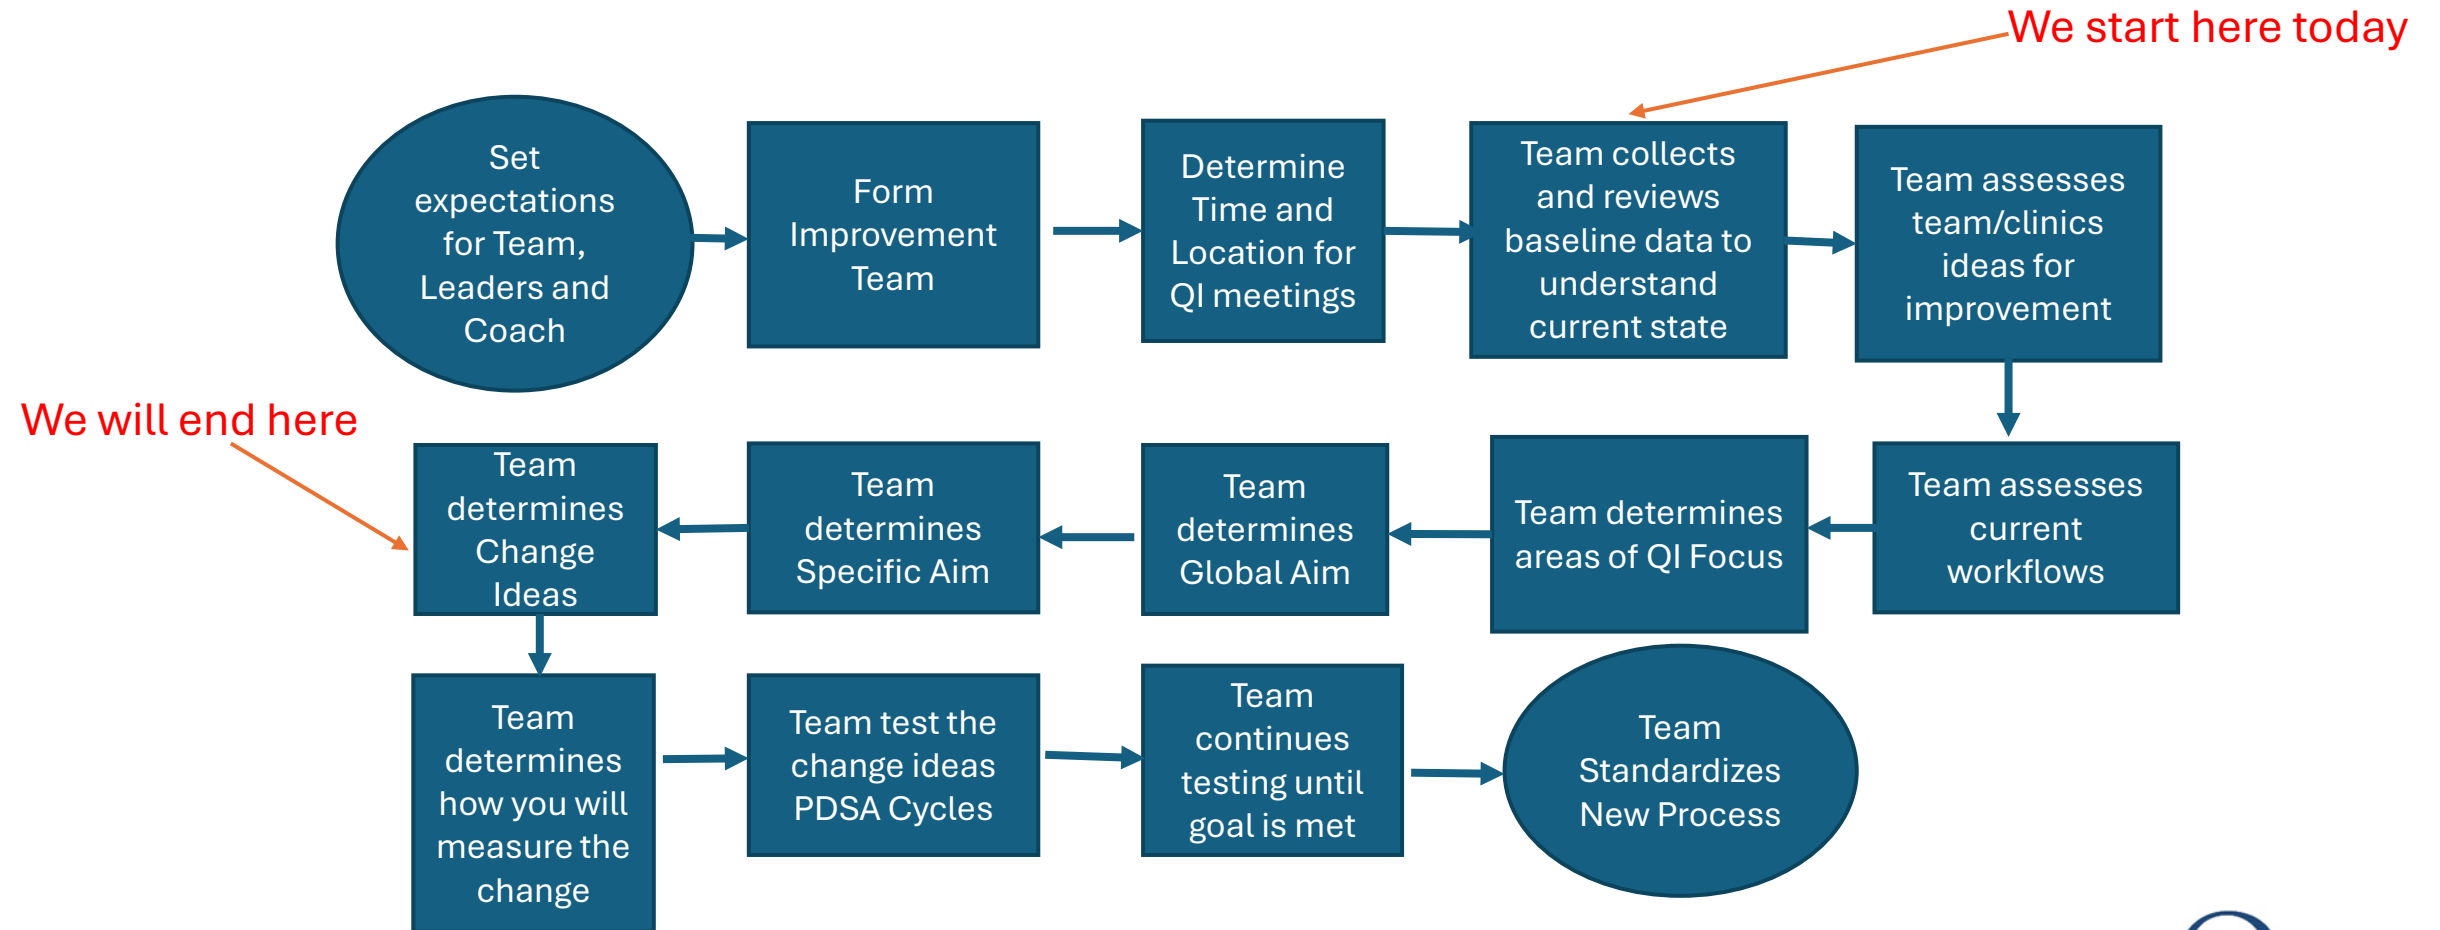 We start here today
Set
expectations
for Team,
Leaders and
Coach
Form
Improvement
Team
Determine
Time and
Location for
QI meetings
Team collects
and reviews
baseline data to
understand
current state
Team assesses
team/clinics
ideas for
improvement
We will end here
Team assesses
current
workflows
Team determines
areas of QI Focus
Team
determines
Global Aim
Team
determines
Specific Aim
Team
determines
Change
Ideas
Team
determines
how you will
measure the
change
Team test the
change ideas
PDSA Cycles
Team
continues
testing until
goal is met
Team
Standardizes
New Process